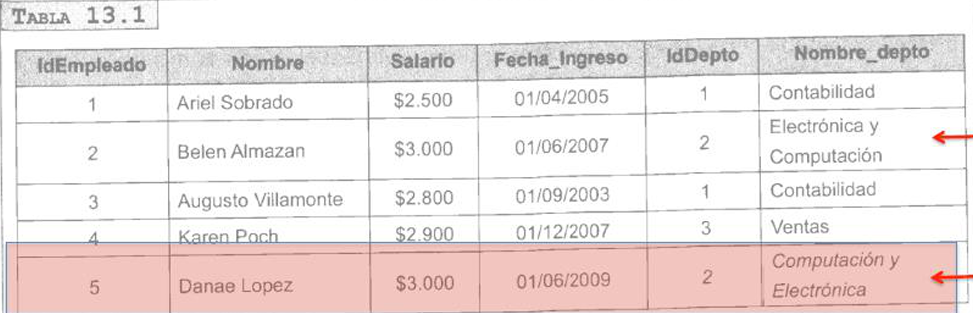 TABLA 13.1
IdEmpleado Nombre Salario Fecha_Ingreso IdDepto Nombre_depto
1 Ariel Sobrado $2.500 01/04/2005 1 Contabilidad
2 Belen Almazan $3.000 01/06/2007 2 Electrónica y
Computación
3 Augusto Villamonte $2.800 01/09/2003 1 Contabilidad
4 Karen Poch $2.900 01/12/2007 3 Ventas
5 Danae Lopez $3.000 01/06/2009 2 Computación y
Electrónica